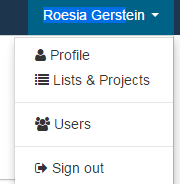 Roesia Gerstein
Profile
Lists & Projects
Users
Sign out